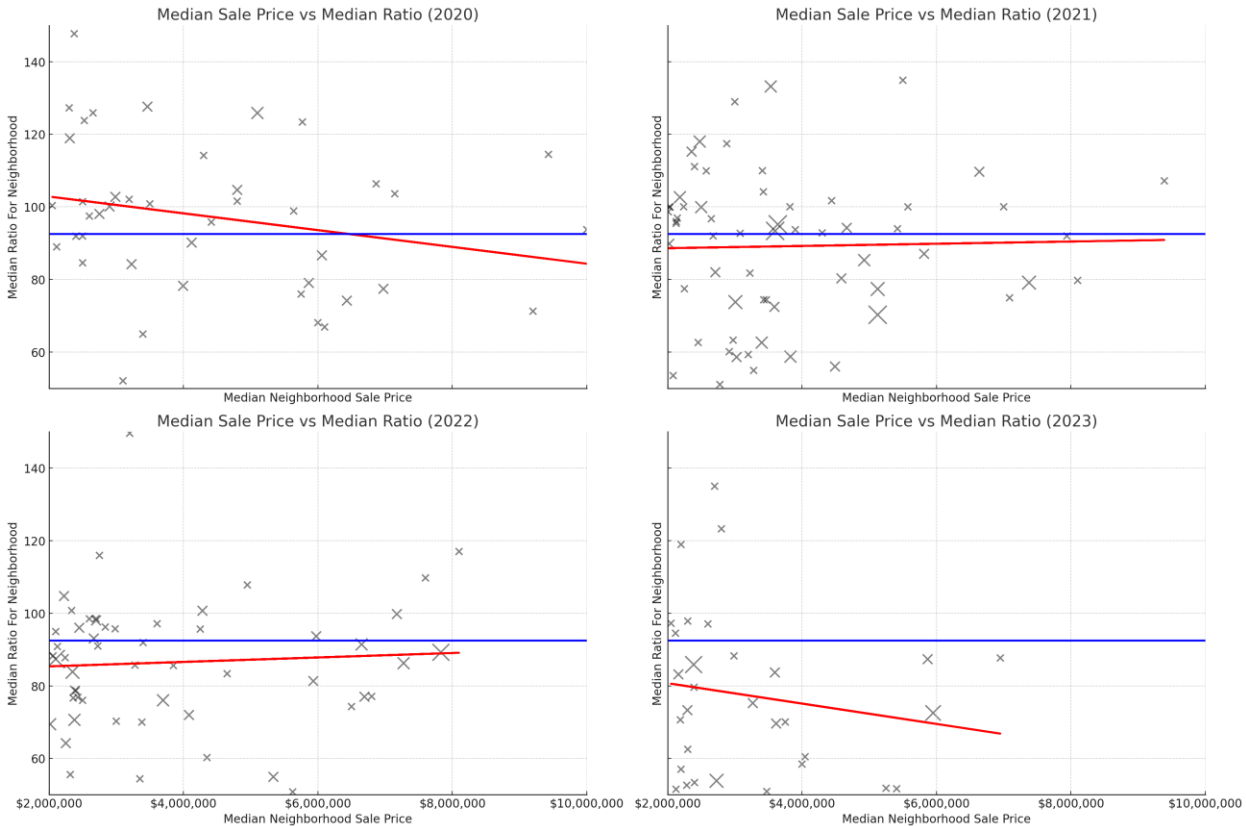 Median Sale Price vs Median Ratio (2020)
Median Ratio For Neighborhood
140
120
100
80
60
Median Neighborhood Sale Price
Median Sale Price vs Median Ratio (2021)
Median Ratio For Neighborhood
Median Neighborhood Sale Price
Median Sale Price vs Median Ratio (2022)
Median Ratio For Neighborhood
140
120
100
80
60
$2,000,000 $4,000,000 $6,000,000 $8,000,000 $10,000,000
Median Neighborhood Sale Price
Median Sale Price vs Median Ratio (2023)
Median Ratio For Neighborhood
$2,000,000 $4,000,000 $6,000,000 $8,000,000 $10,000,000
Median Neighborhood Sale Price